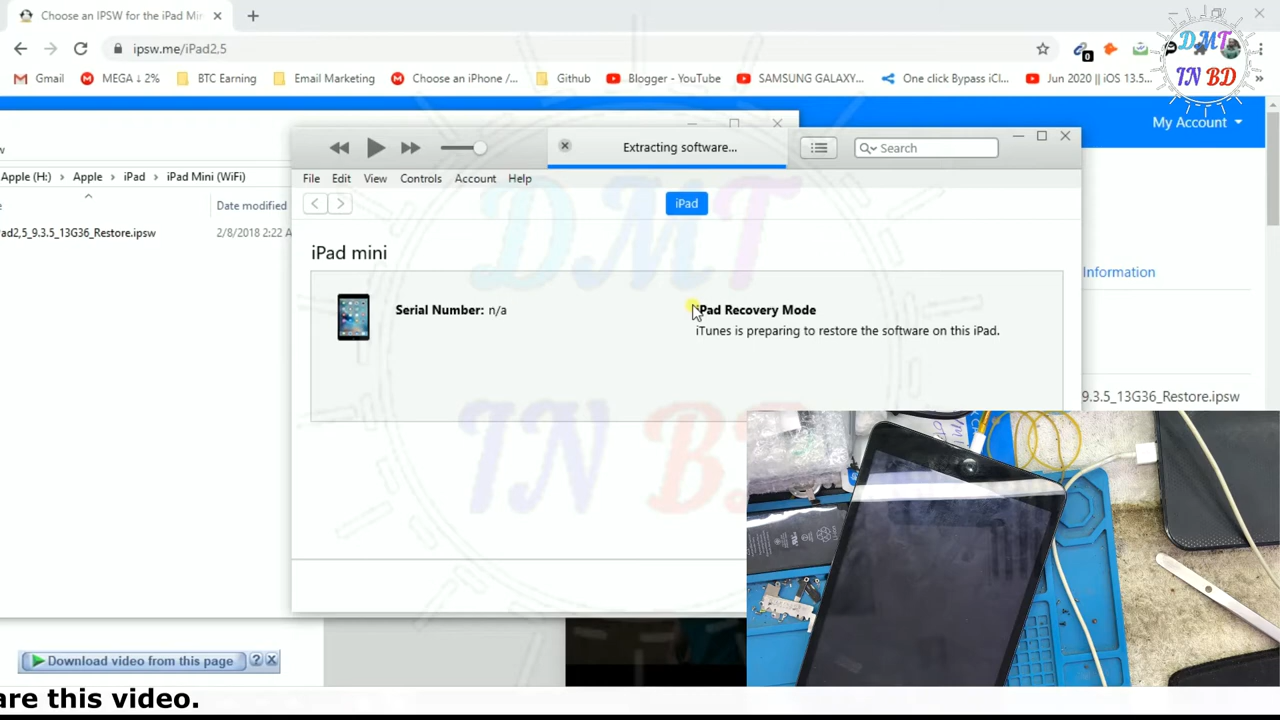 Choose an IPSW for the iPad Mi
ipsw.me/iPad2,5
0
Gmail
MEGA ↓ 2%
BTC Earning
Email Marketing
Choose an iPhone /...
Github
Blogger - YouTube
SAMSUNG GALAXY...
One click Bypass iCl...
Jun 2020 || iOS 13.5...
»
DMT
IN BD
My Account
Extracting software...
Search
w
Apple (H:) > Apple > iPad > iPad Mini (WiFi)
File Edit View Controls Account Help
Date modified
iPad
ad2,5_9.3.5_13G36_Restore.ipsw
2/8/2018 2:22 A
iPad mini
Information
Serial Number: n/a
iPad Recovery Mode
iTunes is preparing to restore the software on this iPad.
9.3.5_13G36_Restore.ipsw
DMT
IN BD
Download video from this page
?
are this video.